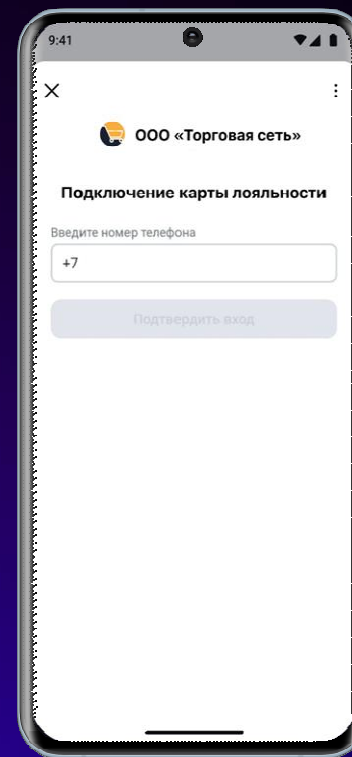 9:41
ООО «Торговая сеть»
Подключение карты лояльности
Введите номер телефона
+7
Подтвердить вход